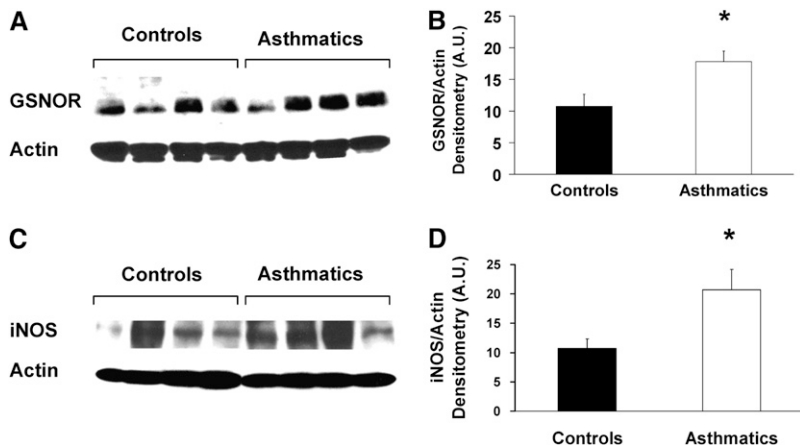 A
Controls
Asthmatics
GSNOR
Actin
B
*
GSNOR/Actin
Densitometry (A.U.)
25
20
15
10
5
0
Controls
Asthmatics
C
Controls
Asthmatics
iNOS
Actin
D
*
iNOS/Actin
Densitometry (A.U.)
25
20
15
10
5
0
Controls
Asthmatics